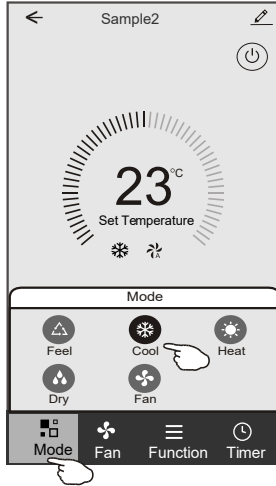 Sample2
23°C
Set Temperature
A
Mode
Feel Cool Heat
Dry Fan
Mode Fan Function Timer